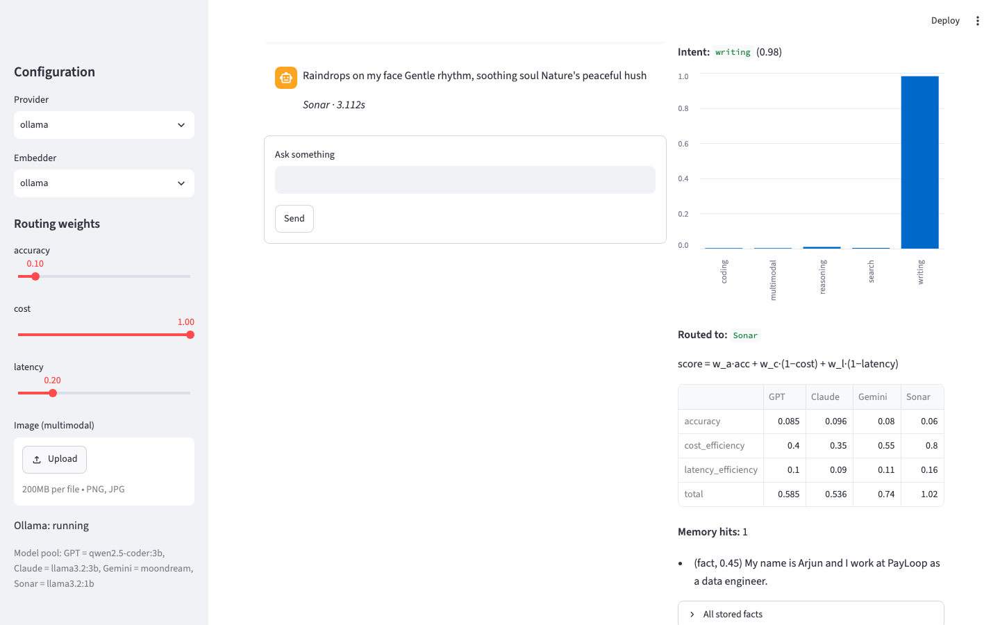 Deploy
Configuration
Provider
ollama
Embedder
ollama
Routing weights
accuracy
0.10
cost
1.00
latency
0.20
Image (multimodal)
Upload
200MB per file • PNG, JPG
Ollama: running
Model pool: GPT = qwen2.5-coder:3b,
Claude = llama3.2:3b, Gemini = moondream,
Sonar = llama3.2:1b
Raindrops on my face Gentle rhythm, soothing soul Nature's peaceful hush
Sonar · 3.112s
Ask something
Send
Intent: writing (0.98)
1.0
0.8
0.6
0.4
0.2
0.0
coding
multimodal
reasoning
search
writing
Routed to: Sonar
score = w_a·acc + w_c·(1−cost) + w_l·(1−latency)
GPT Claude Gemini Sonar
accuracy 0.085 0.096 0.08 0.06
cost_efficiency 0.4 0.35 0.55 0.8
latency_efficiency 0.1 0.09 0.11 0.16
total 0.585 0.536 0.74 1.02
Memory hits: 1
• (fact, 0.45) My name is Arjun and I work at PayLoop as
a data engineer.
All stored facts